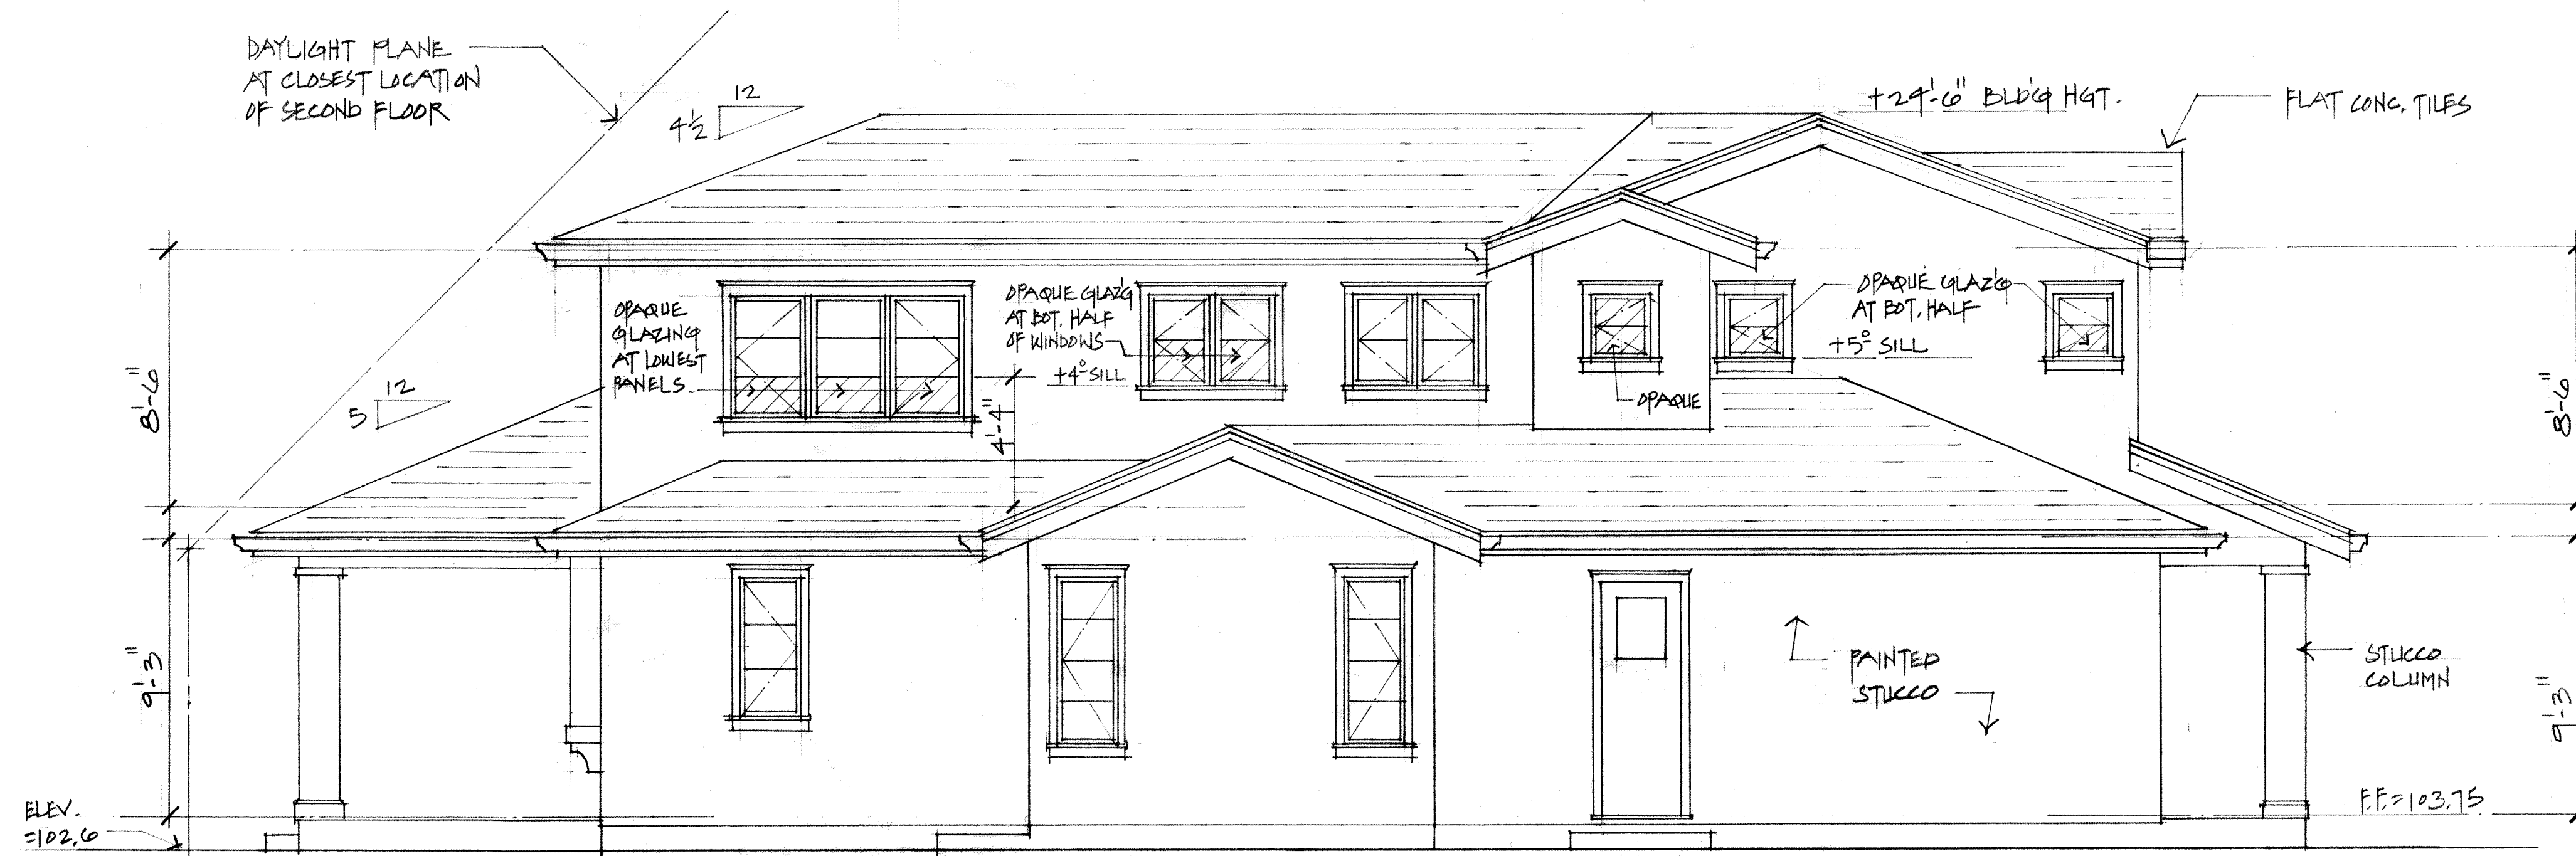 DAYLIGHT PLANE
AT CLOSEST LOCATION
OF SECOND FLOOR
12
4½
+24'-6" BLD'G HGT.
FLAT CONC. TILES
OPAQUE
GLAZING
AT LOWEST
PANELS
OPAQUE GLAZ'G
AT BOT. HALF
OF WINDOWS
+4⁰ SILL
OPAQUE GLAZ'G
AT BOT. HALF
+5⁰ SILL
OPAQUE
12
5
8'-6"
4'-4"
8'-6"
9'-3"
PAINTED
STUCCO
STUCCO
COLUMN
9'-3"
ELEV.
=102.6
F.F.=103.75